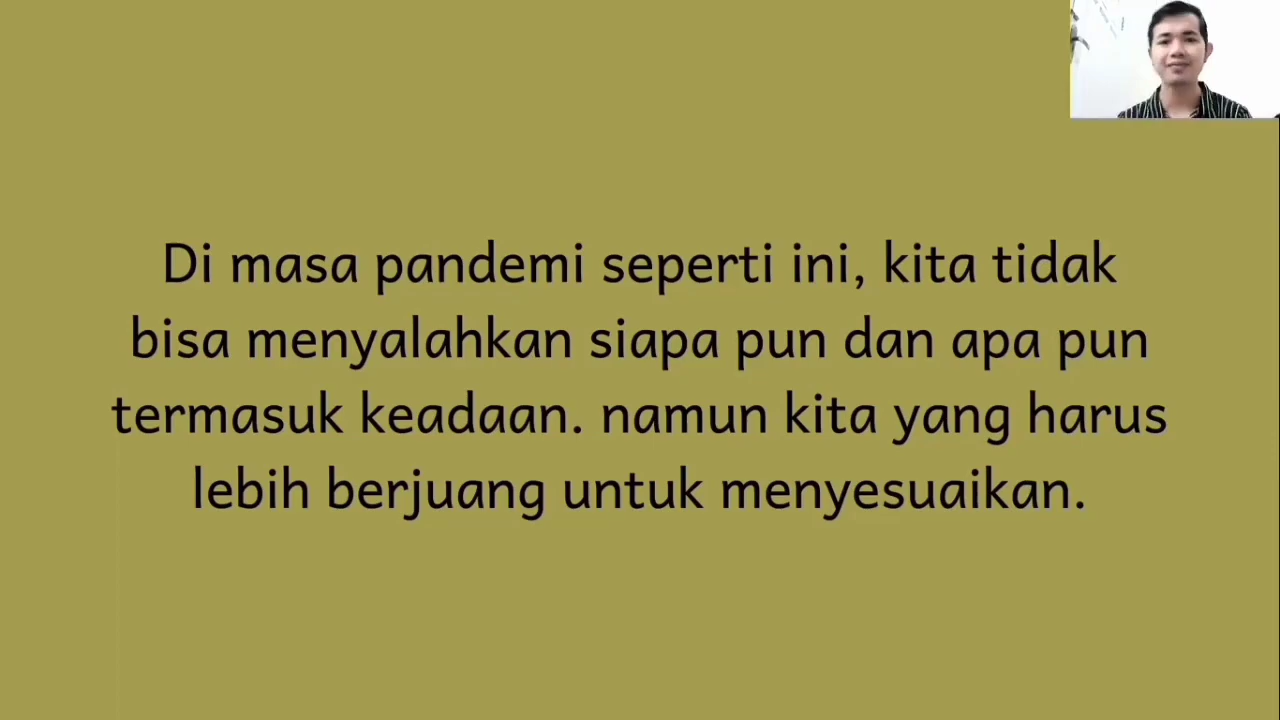 Di masa pandemi seperti ini, kita tidak
bisa menyalahkan siapa pun dan apa pun
termasuk keadaan. namun kita yang harus
lebih berjuang untuk menyesuaikan.